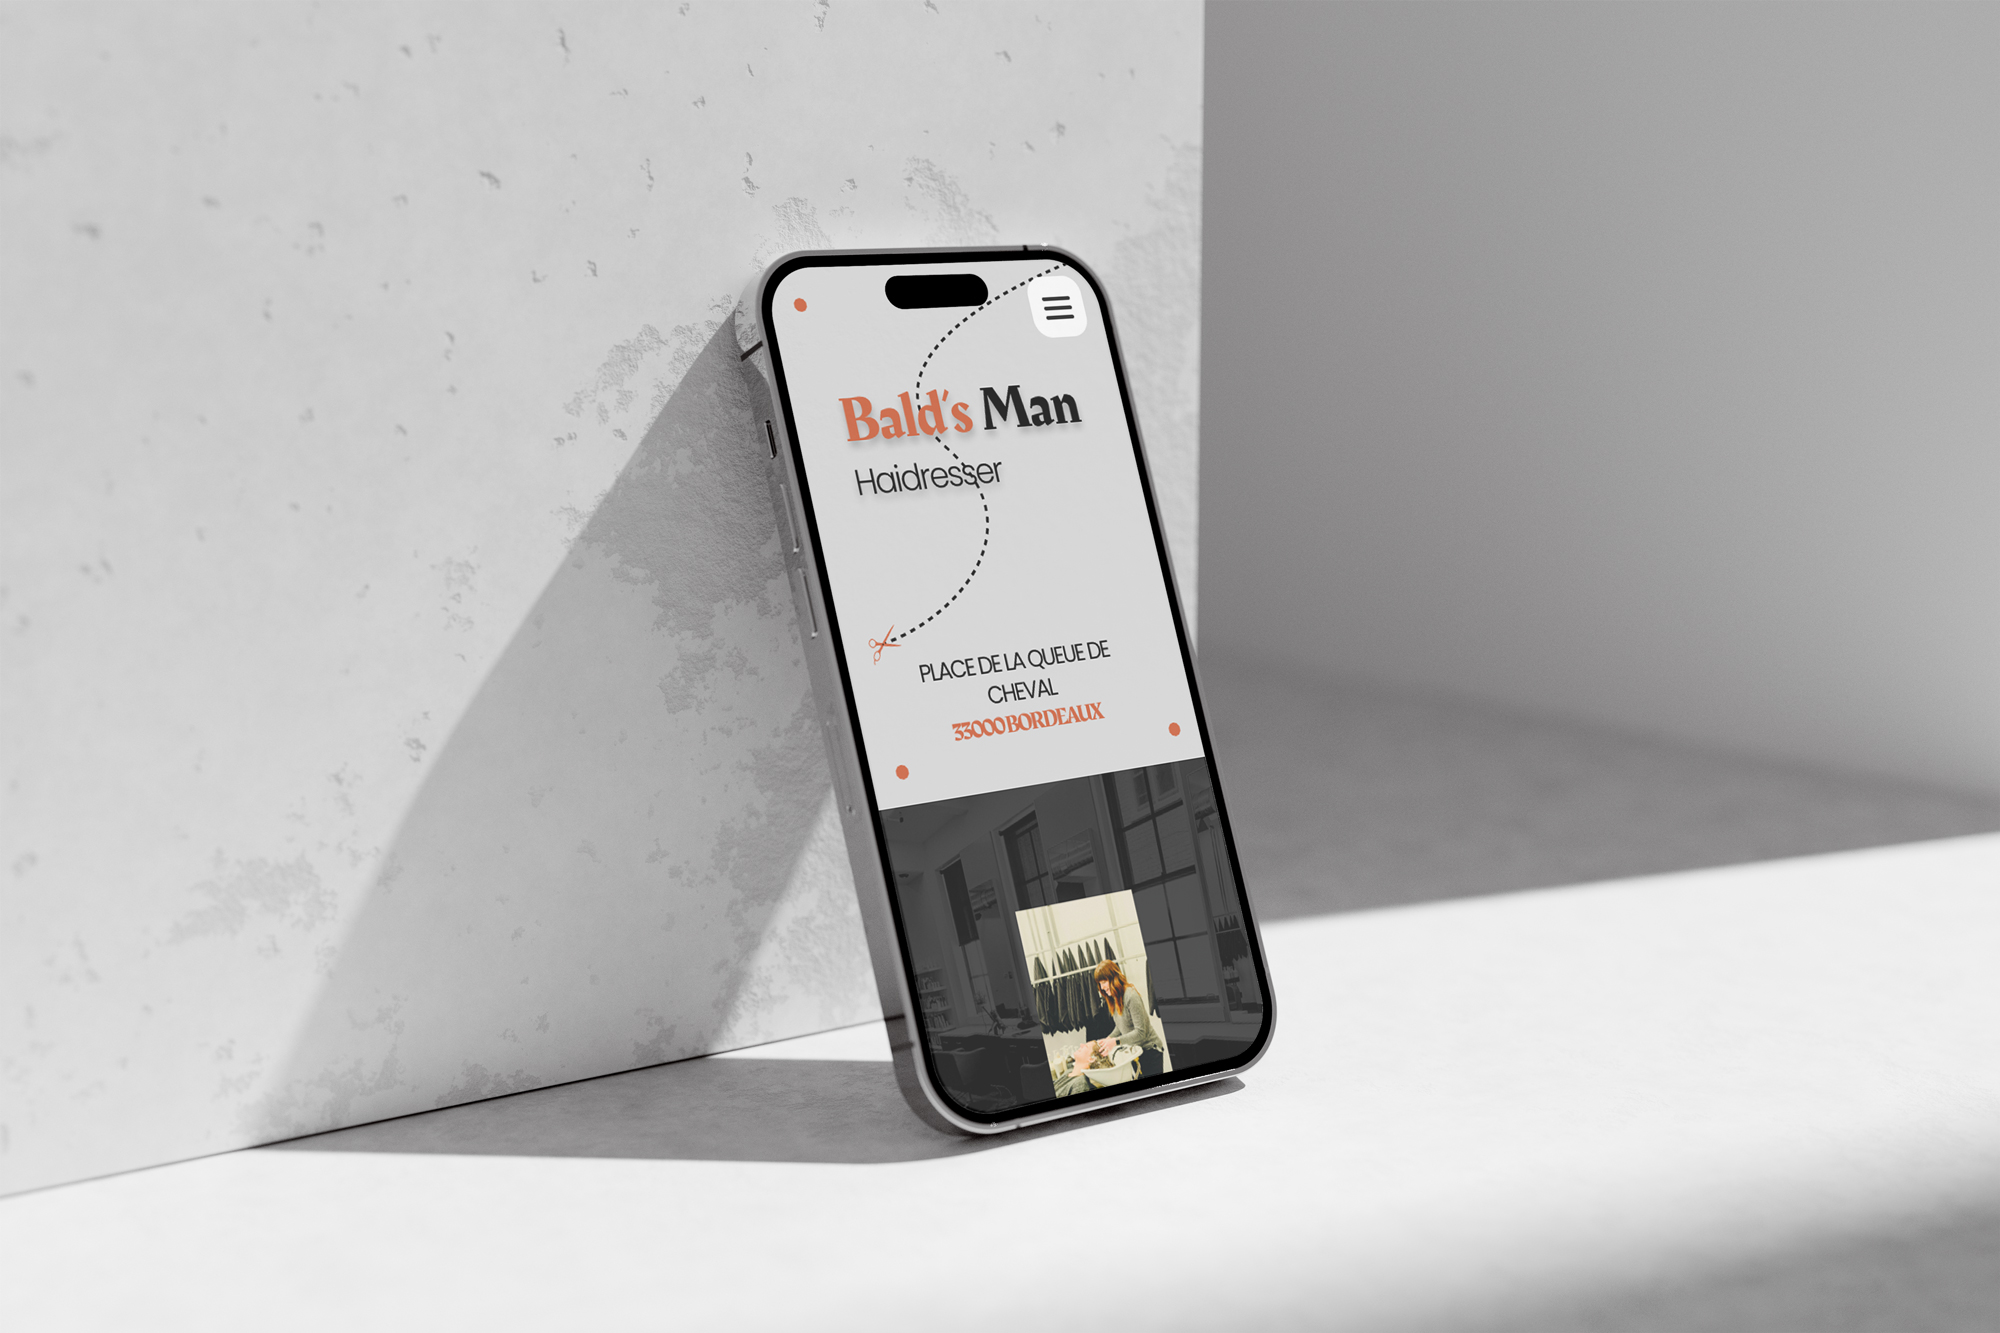 Bald's Man
Haidresser
PLACE DE LA QUEUE DE
CHEVAL
33000 BORDEAUX